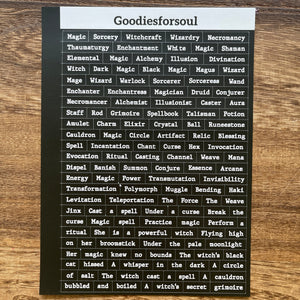 Goodiesforsoul
Magic Sorcery Witchcraft Wizardry Necromancy
Thaumaturgy Enchantment White Magic Shaman
Elemental Magic Alchemy Illusion Divination
Witch Dark Magic Black Magic Magus Wizard
Mage Wizard Warlock Sorcerer Sorceress Wand
Enchanter Enchantress Magician Druid Conjurer
Necromancer Alchemist Illusionist Caster Aura
Staff Rod Grimoire Spellbook Talisman Potion
Amulet Charm Elixir Crystal Ball Runestone
Cauldron Magic Circle Artifact Relic Blessing
Spell Incantation Chant Curse Hex Invocation
Evocation Ritual Casting Channel Weave Mana
Dispel Banish Summon Conjure Essence Arcane
Energy Magic Power Transmutation Invisibility
Transformation Polymorph Huggle Bending Haki
Levitation Teleportation The Force The Weave
Jinx Cast a spell Under a curse Break the
curse Magic spell Practice magic Perform a
ritual She is a powerful witch Flying high
on her broomstick Under the pale moonlight
Her magic knew no bounds The witch's black
cat hissed A whisper in the dark A circle
of salt The witch cast a spell A cauldron
bubbled and boiled A witch's secret grimoire